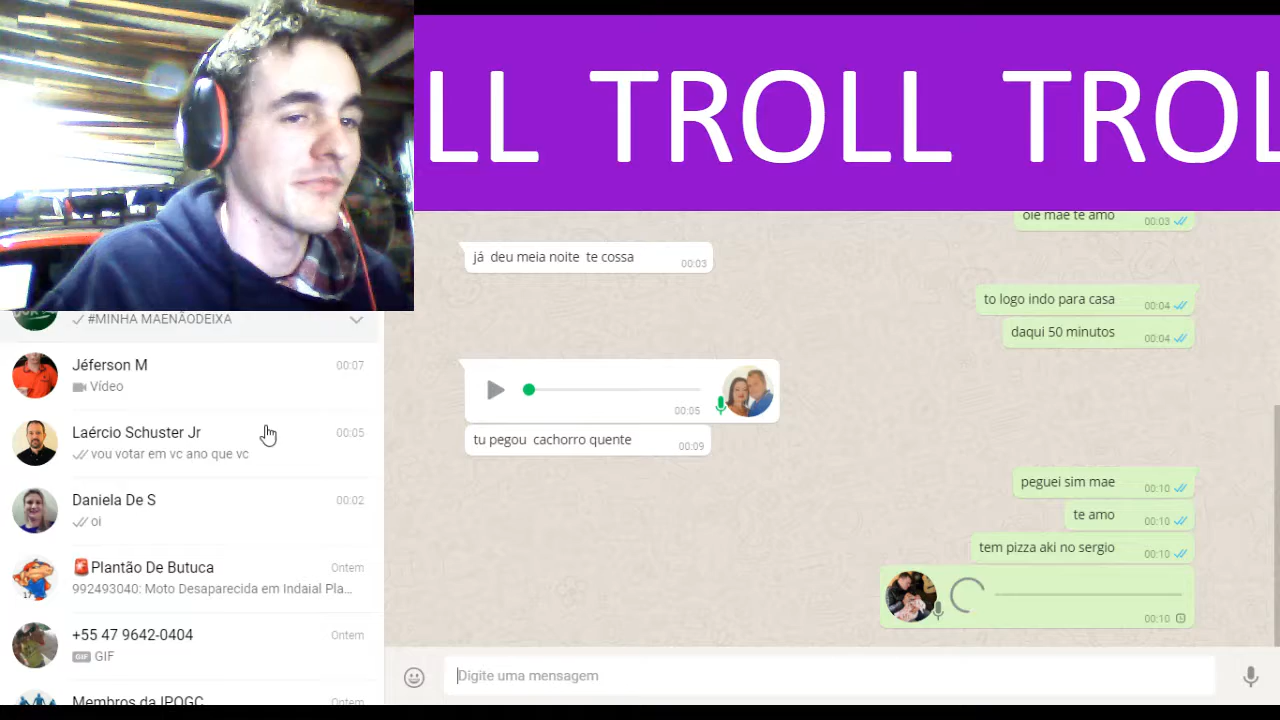 LL TROLL TROL
oie mae te amo 00:03
já deu meia noite te cossa 00:03
to logo indo para casa 00:04
daqui 50 minutos 00:04
00:05
tu pegou cachorro quente 00:09
peguei sim mae 00:10
te amo 00:10
tem pizza aki no sergio 00:10
00:10
Digite uma mensagem
#MINHA MAENÃODEIXA
Jéferson M 00:07
Vídeo
Laércio Schuster Jr 00:05
vou votar em vc ano que vc
Daniela De S 00:02
oi
Plantão De Butuca Ontem
992493040: Moto Desaparecida em Indaial Pla...
+55 47 9642-0404 Ontem
GIF GIF
Membros da IPOGC Ontem